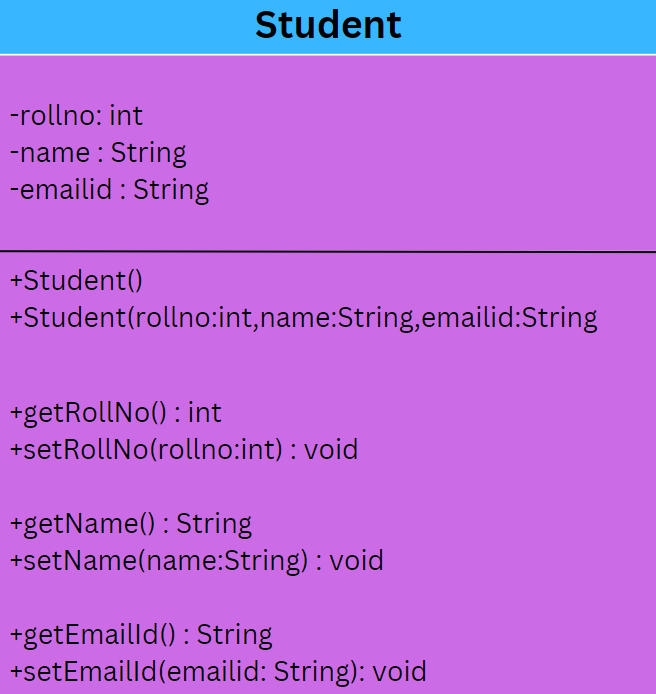 Student
-rollno: int
-name : String
-emailid : String
+Student()
+Student(rollno:int,name:String,emailid:String
+getRollNo() : int
+setRollNo(rollno:int) : void
+getName() : String
+setName(name:String) : void
+getEmailId() : String
+setEmailId(emailid: String): void